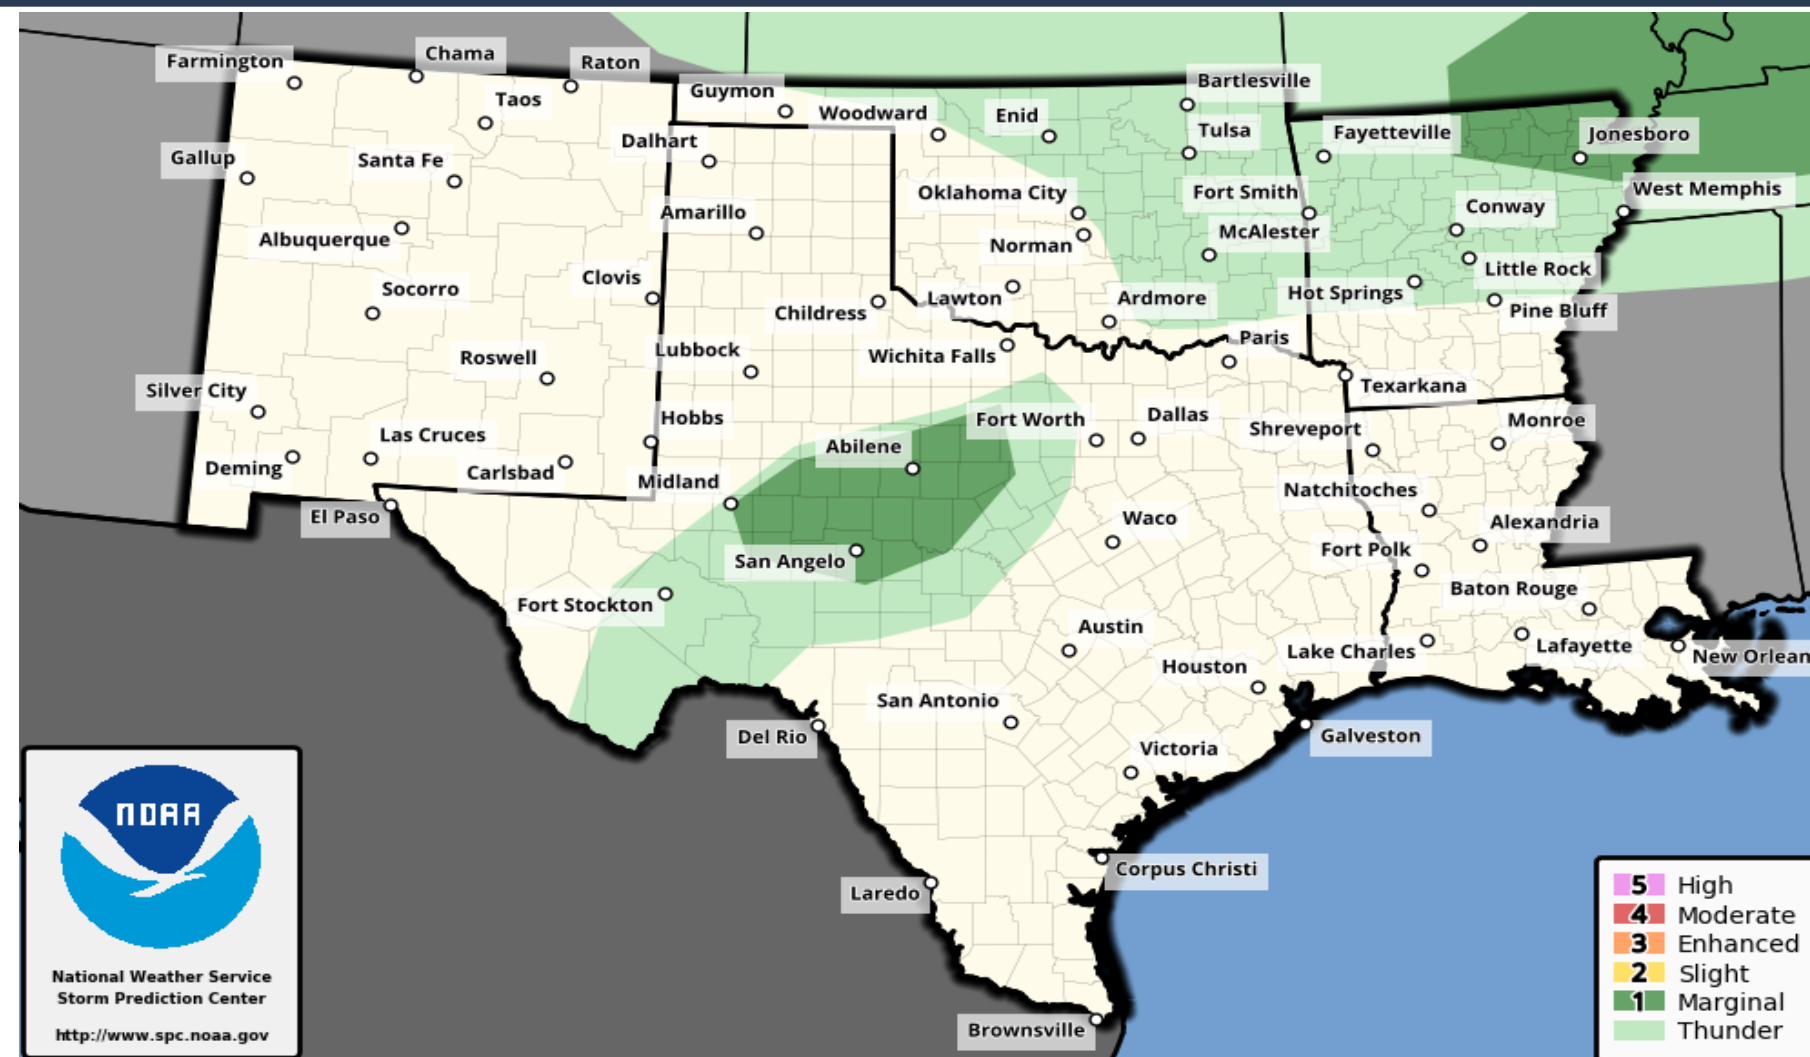 Farmington
Chama
Raton
Taos
Guymon
Woodward
Enid
Bartlesville
Tulsa
Fayetteville
Jonesboro
Gallup
Santa Fe
Dalhart
Oklahoma City
Fort Smith
West Memphis
Conway
Amarillo
Albuquerque
Norman
McAlester
Little Rock
Socorro
Clovis
Childress
Lawton
Ardmore
Hot Springs
Pine Bluff
Roswell
Lubbock
Wichita Falls
Paris
Texarkana
Silver City
Las Cruces
Hobbs
Abilene
Fort Worth
Dallas
Shreveport
Monroe
Deming
Carlsbad
Midland
Natchitoches
El Paso
Waco
Alexandria
San Angelo
Fort Polk
Fort Stockton
Baton Rouge
Austin
Houston
Lake Charles
Lafayette
New Orlean
San Antonio
Del Rio
Victoria
Galveston
Laredo
Corpus Christi
Brownsville
NOAA
National Weather Service
Storm Prediction Center
http://www.spc.noaa.gov
5 High
4 Moderate
3 Enhanced
2 Slight
1 Marginal
Thunder